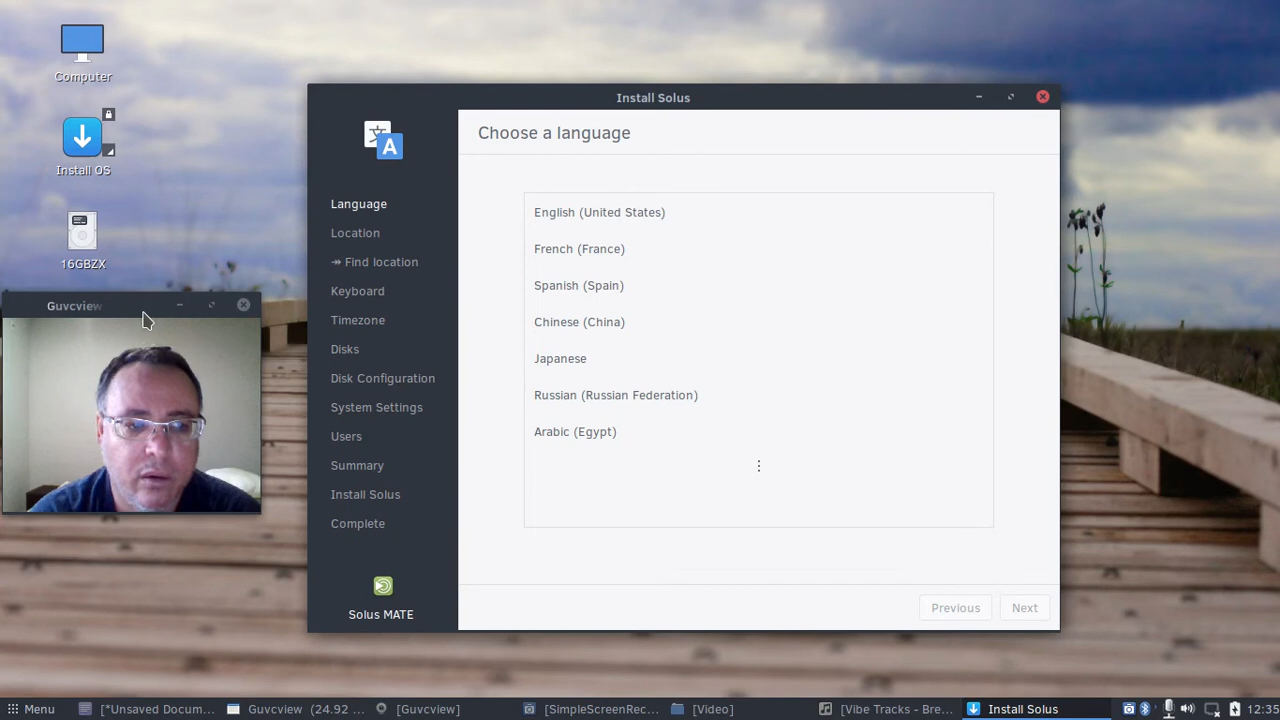 Computer
Install OS
16GBZX
Guvcview
Install Solus
文
A
Language
Location
↠ Find location
Keyboard
Timezone
Disks
Disk Configuration
System Settings
Users
Summary
Install Solus
Complete
Solus MATE
Choose a language
English (United States)
French (France)
Spanish (Spain)
Chinese (China)
Japanese
Russian (Russian Federation)
Arabic (Egypt)
Previous
Next
Menu
[*Unsaved Docum...
Guvcview (24.92 ...
[Guvcview]
[SimpleScreenRec...
[Video]
[Vibe Tracks - Bre...
Install Solus
12:35